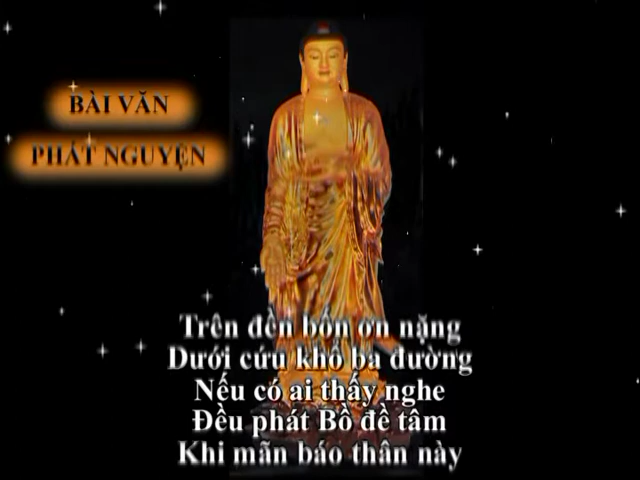 BÀI VĂN
PHÁT NGUYỆN
Trên đền bốn ơn nặng
Dưới cứu khổ ba đường
Nếu có ai thấy nghe
Đều phát Bồ đề tâm
Khi mãn báo thân này